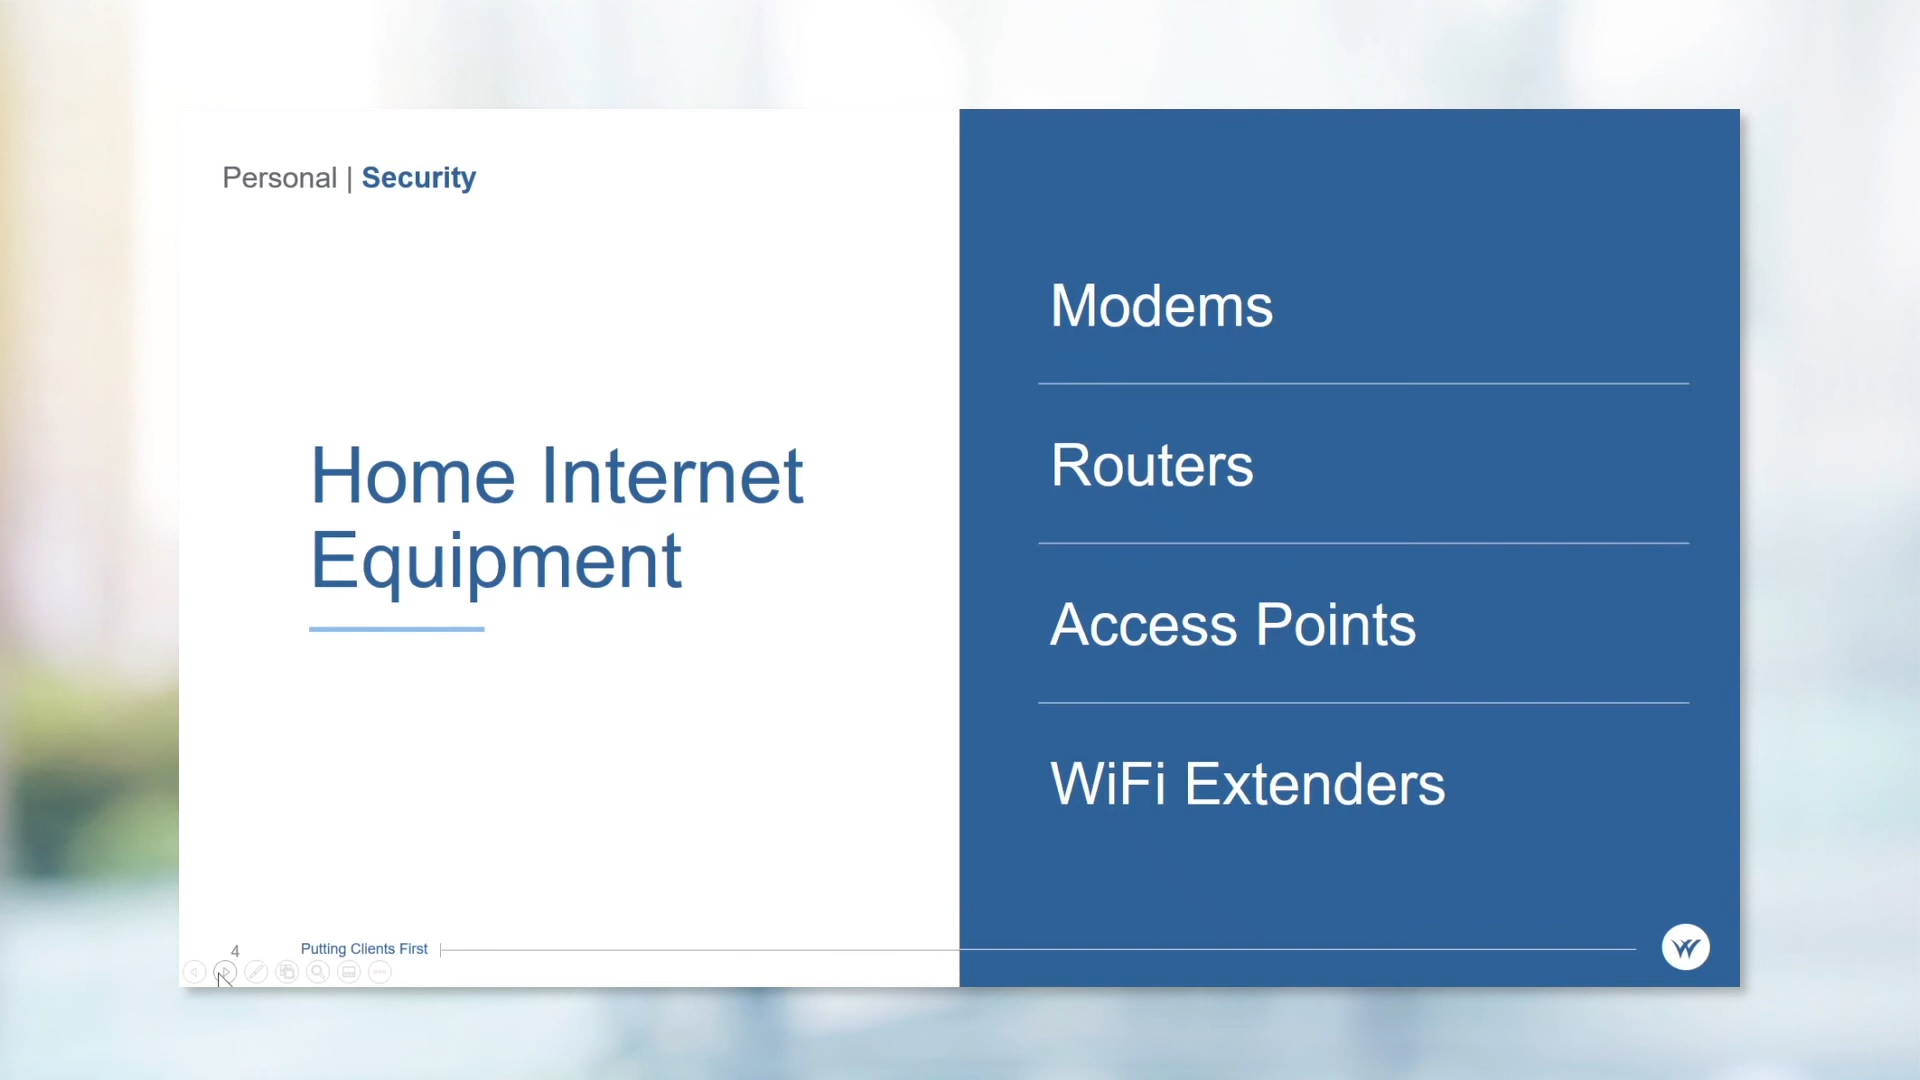 Personal | Security
Home Internet
Equipment
Modems
Routers
Access Points
WiFi Extenders
4
Putting Clients First